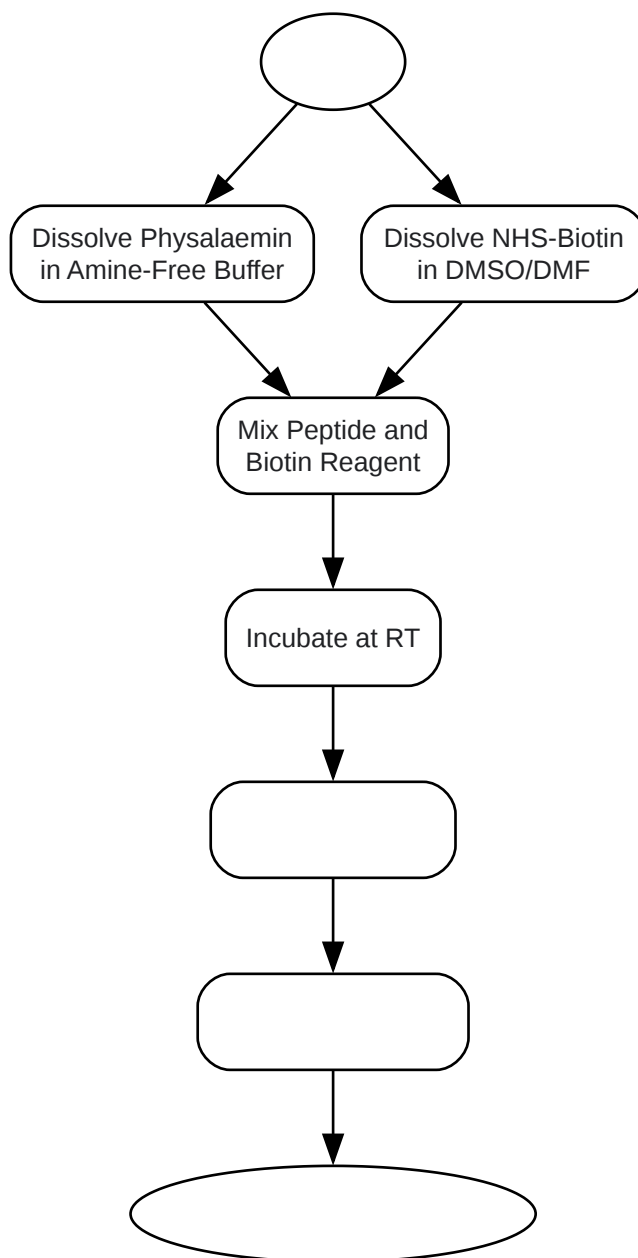 Dissolve Physalaemin
in Amine-Free Buffer
Dissolve NHS-Biotin
in DMSO/DMF
Mix Peptide and
Biotin Reagent
Incubate at RT